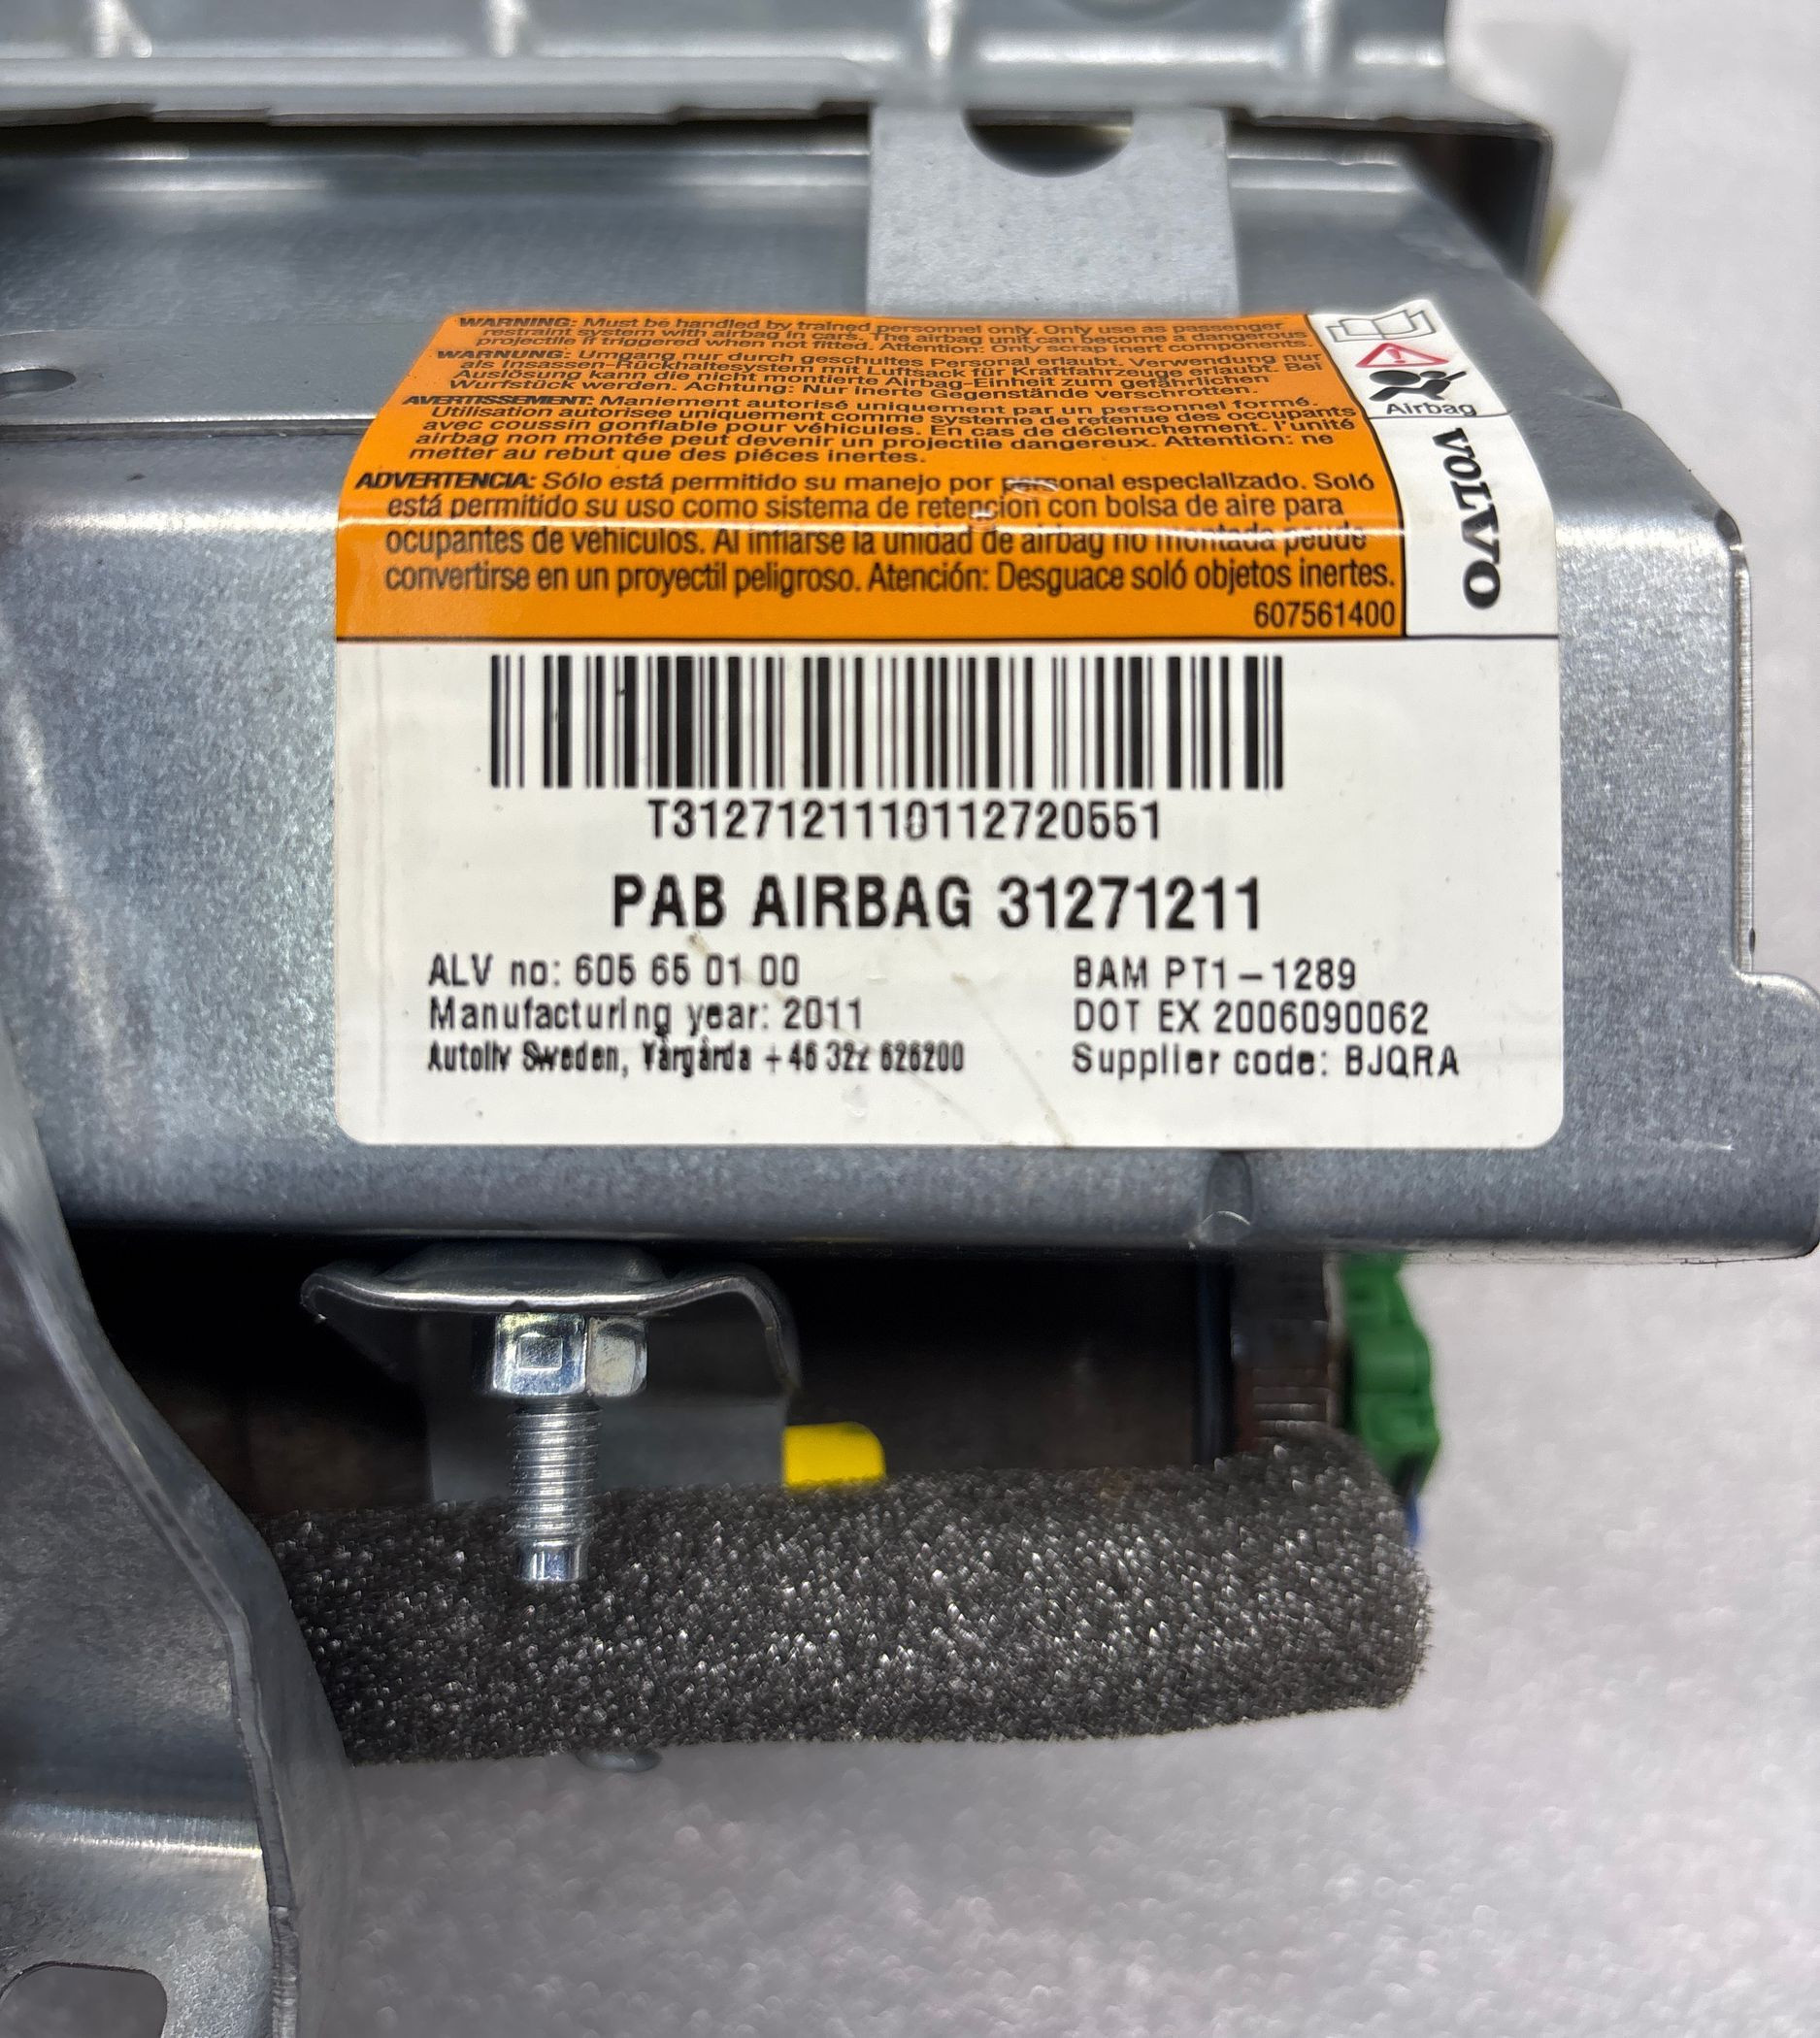 WARNING: Must be handled by trained personnel only. Only use as passenger
restraint system with airbag in cars. The airbag unit can become a dangerous
projectile if triggered when not fitted. Attention: Only scrap inert components.
WARNUNG: Umgang nur durch geschultes Personal erlaubt. Verwendung nur
als Insassen-Rückhaltesystem mit Luftsack für Kraftfahrzeuge erlaubt. Bei
Auslösung kann die nicht montierte Airbag-Einheit zum gefährlichen
Wurfstück werden. Achtung: Nur inerte Gegenstände verschrotten.
AVERTISSEMENT: Maniement autorisé uniquement par un personnel formé.
Utilisation autorisee uniquement comme systeme de retenue des occupants
avec coussin gonflable pour véhicules. En cas de déclenchement. l'unité
airbag non montée peut devenir un projectile dangereux. Attention: ne
metter au rebut que des piéces inertes.
ADVERTENCIA: Sólo está permitido su manejo por personal especializado. Soló
está permitido su uso como sistema de retención con bolsa de aire para
ocupantes de vehiculos. Al inflarse la unidad de airbag no montada peude
convertirse en un proyectil peligroso. Atención: Desguace soló objetos inertes.
607561400
Airbag
VOLVO
T3127121110112720551
PAB AIRBAG 31271211
ALV no: 605 65 01 00
Manufacturing year: 2011
Autoliv Sweden, Vårgårda +46 322 626200
BAM PT1-1289
DOT EX 2006090062
Supplier code: BJQRA